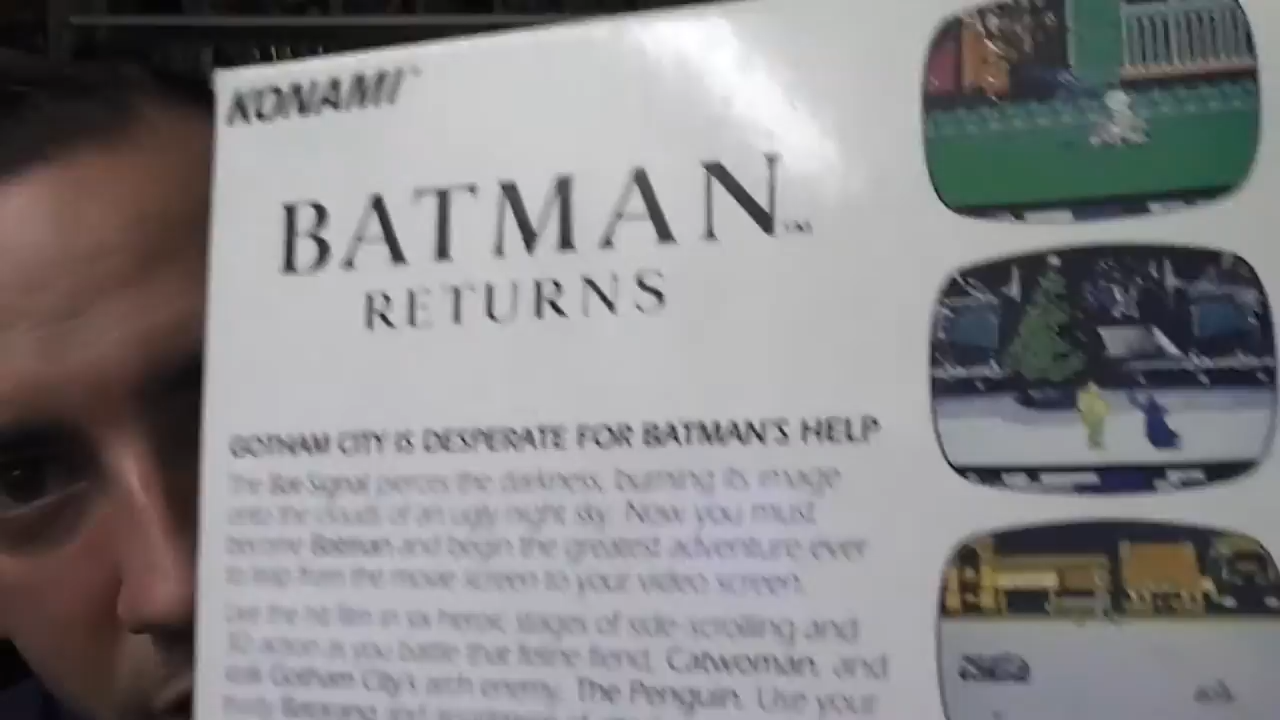 KONAMI™
BATMAN™
RETURNS
GOTHAM CITY IS DESPERATE FOR BATMAN'S HELP
The Bat-Signal pierces the darkness, burning its image
onto the clouds of an ugly night sky. Now you must
become Batman and begin the greatest adventure ever
to leap from the movie screen to your video screen.
Live the hit film in six heroic stages of side-scrolling and
3D action as you battle that feline fiend, Catwoman, and
Gotham City's arch enemy, The Penguin. Use your